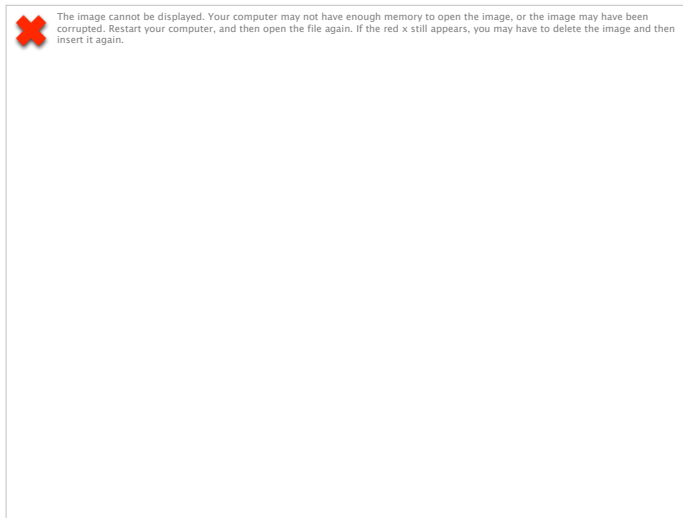 The image cannot be displayed. Your computer may not have enough memory to open the image, or the image may have been
corrupted. Restart your computer, and then open the file again. If the red x still appears, you may have to delete the image and then
insert it again.